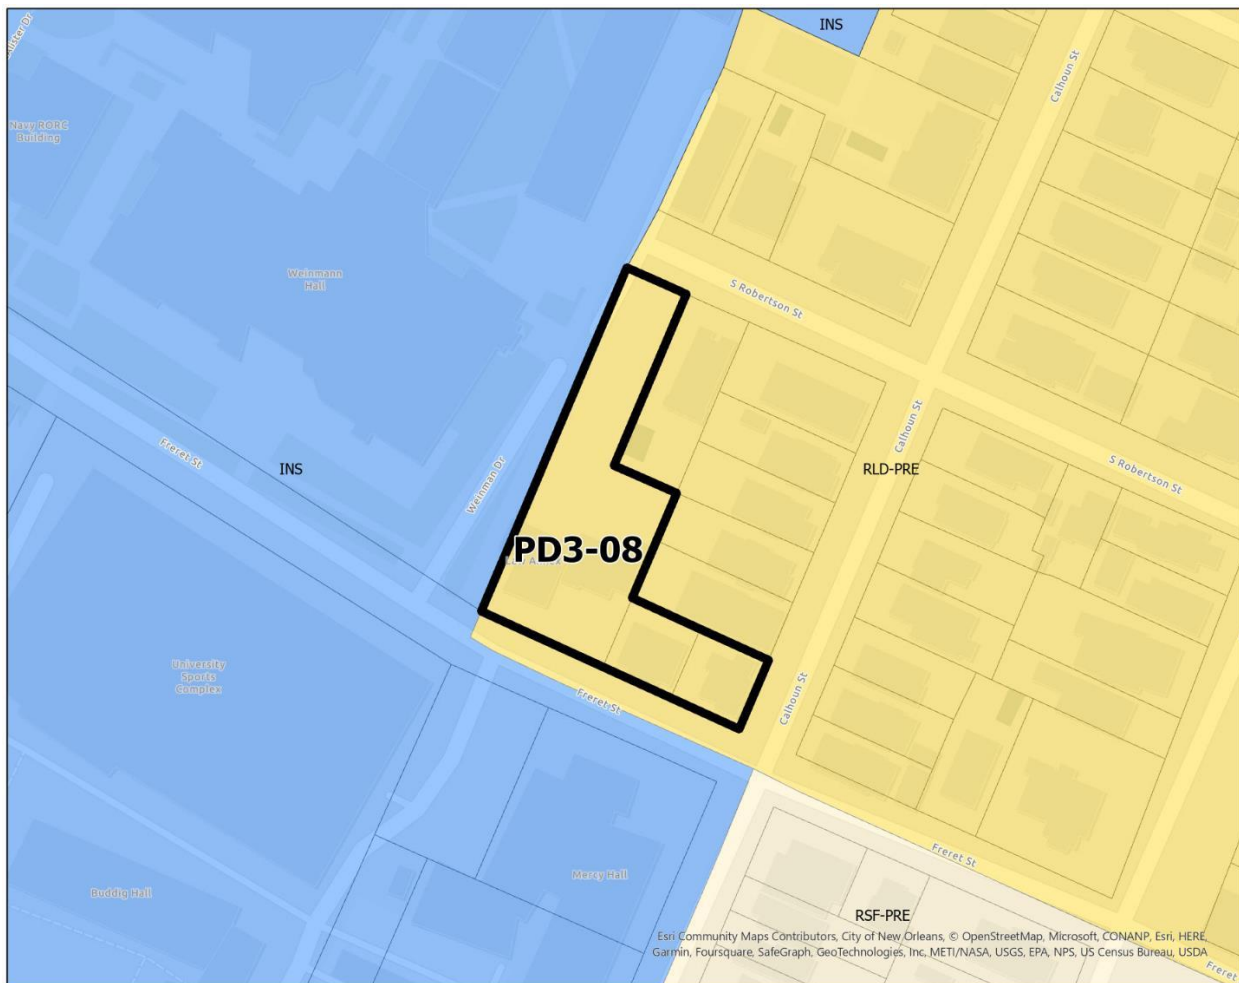 INS
Calhoun St
Navy ROTC
Building
Weinmann
Hall
S Robertson St
Calhoun St
Freret St
INS
Weinman Dr
RLD-PRE
S Robertson St
PD3-08
University
Sports
Complex
Freret St
Calhoun St
Freret St
Buddig Hall
Mercy Hall
RSF-PRE
Esri Community Maps Contributors, City of New Orleans, © OpenStreetMap, Microsoft, CONANP, Esri, HERE,
Garmin, Foursquare, SafeGraph, GeoTechnologies, Inc, METI/NASA, USGS, EPA, NPS, US Census Bureau, USDA
Freret